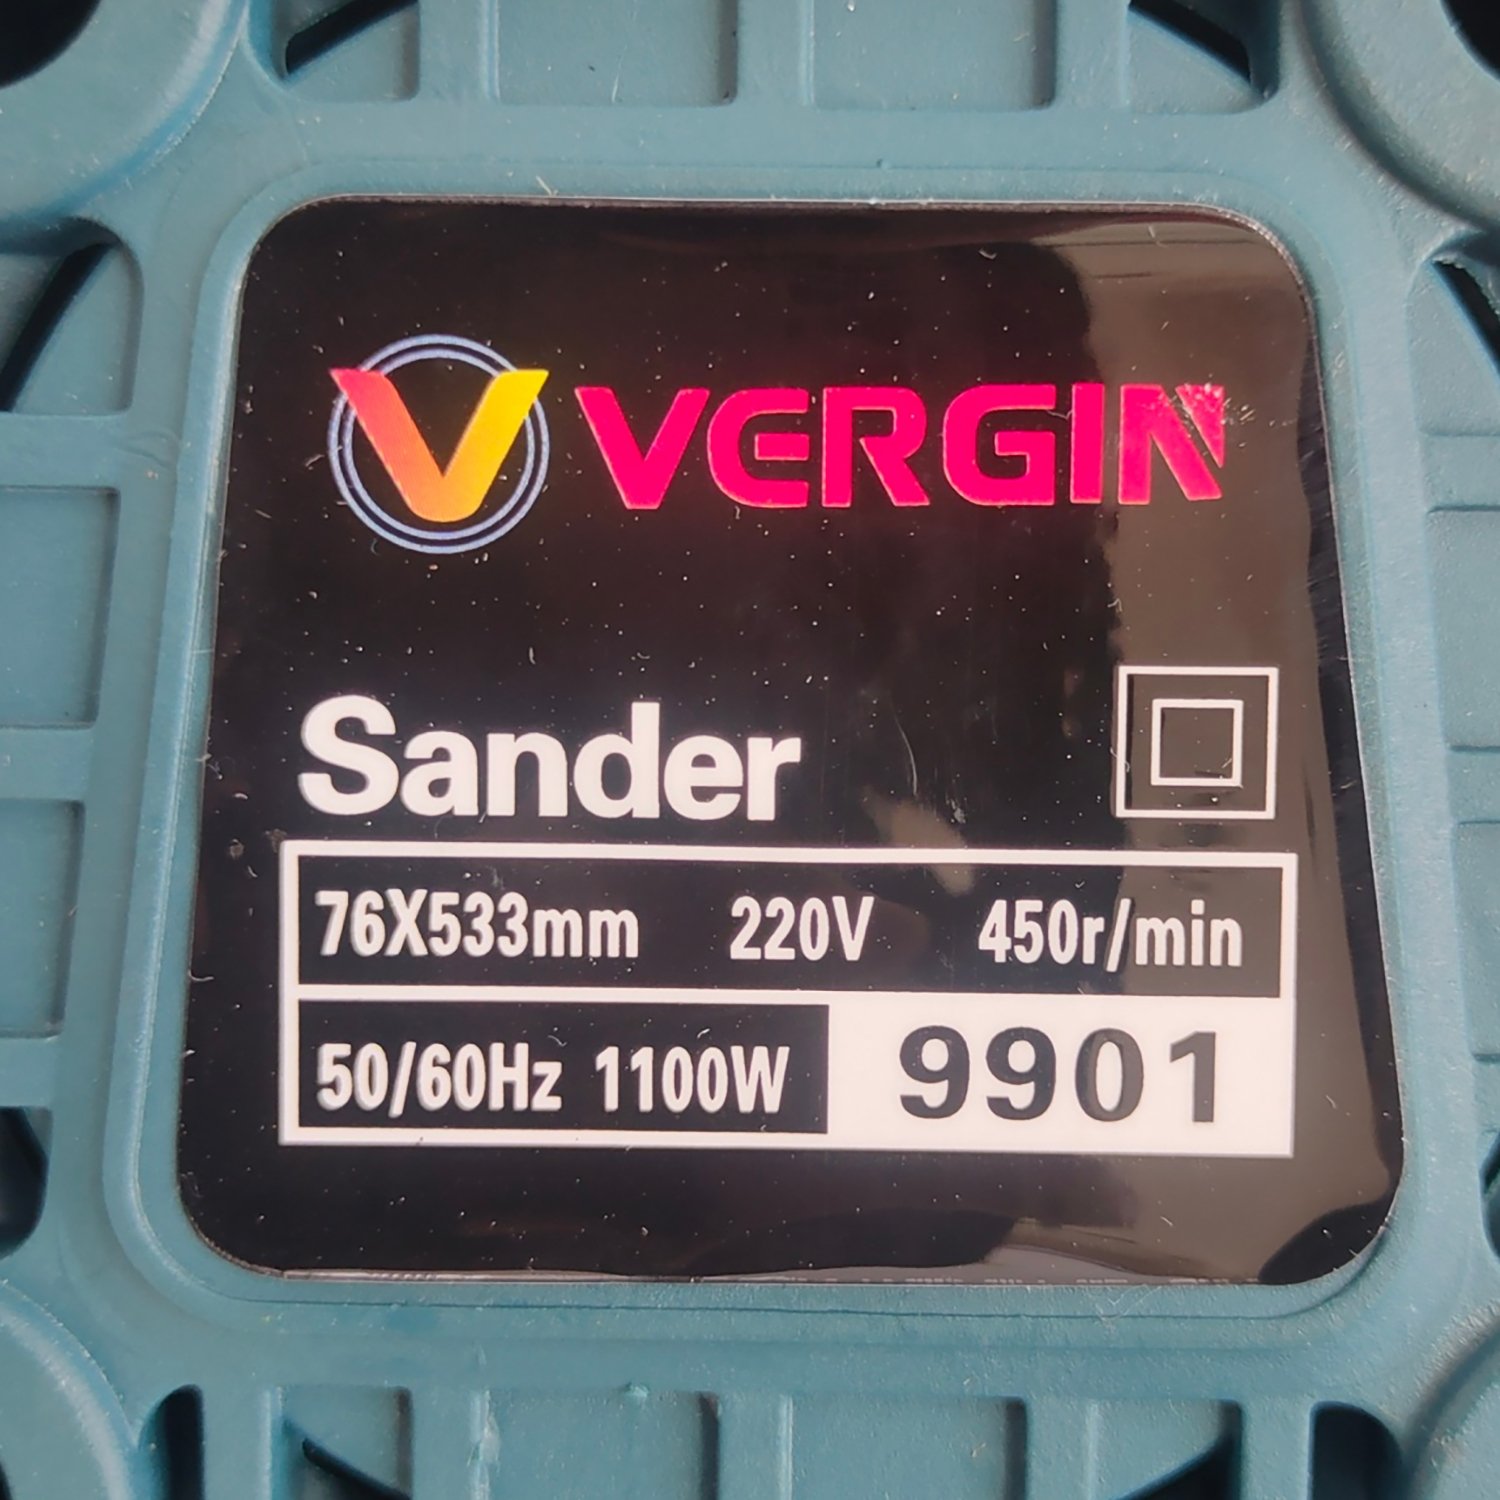 V VERGIN
Sander
76X533mm 220V 450r/min
50/60Hz 1100W 9901